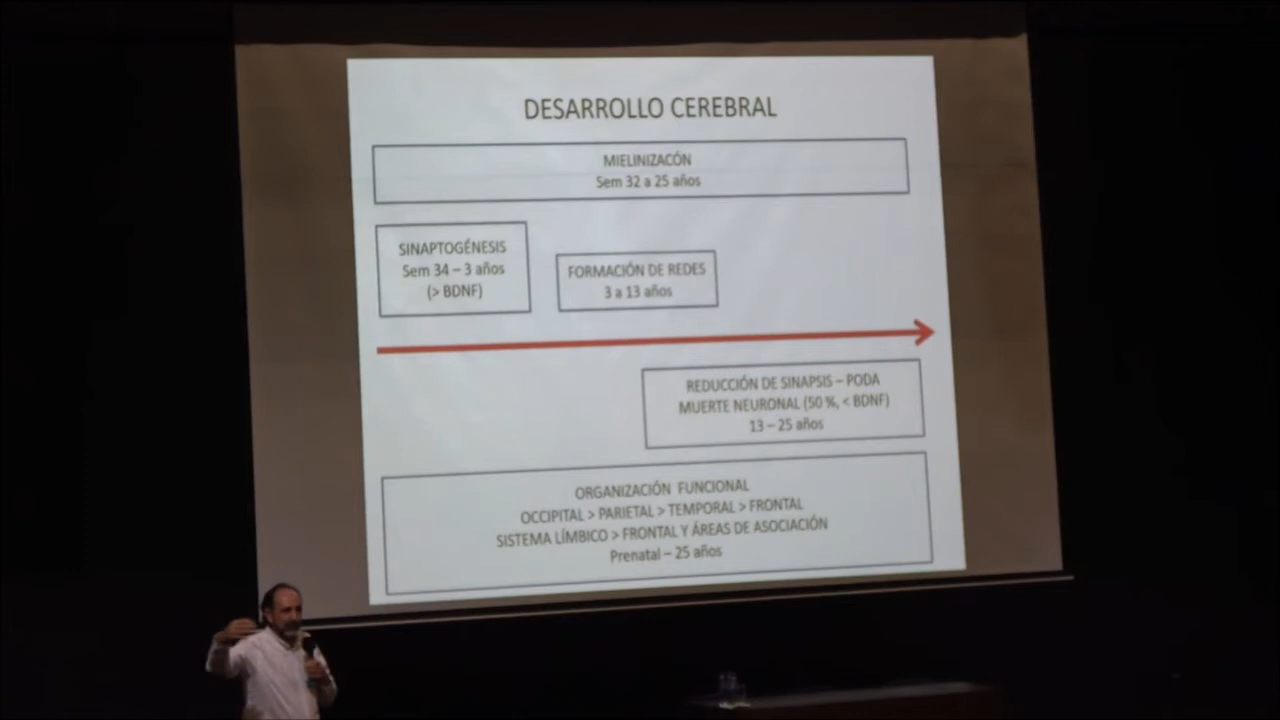 DESARROLLO CEREBRAL
MIELINIZACÓN
Sem 32 a 25 años
SINAPTOGÉNESIS
Sem 34 – 3 años
(> BDNF)
FORMACIÓN DE REDES
3 a 13 años
REDUCCIÓN DE SINAPSIS – PODA
MUERTE NEURONAL (50 %, < BDNF)
13 – 25 años
ORGANIZACIÓN FUNCIONAL
OCCIPITAL > PARIETAL > TEMPORAL > FRONTAL
SISTEMA LÍMBICO > FRONTAL Y ÁREAS DE ASOCIACIÓN
Prenatal – 25 años